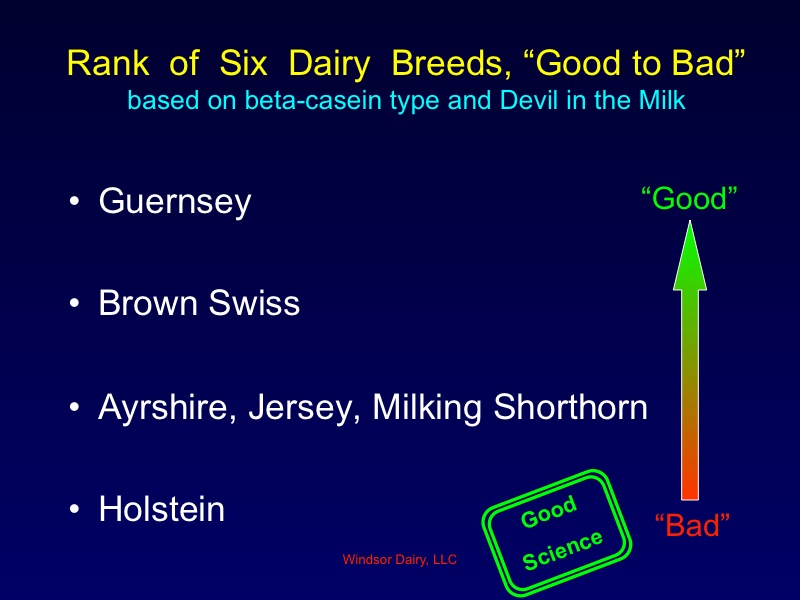 Rank of Six Dairy Breeds, “Good to Bad”
based on beta-casein type and Devil in the Milk
• Guernsey
“Good”
• Brown Swiss
• Ayrshire, Jersey, Milking Shorthorn
• Holstein
“Bad”
Good
Science
Windsor Dairy, LLC